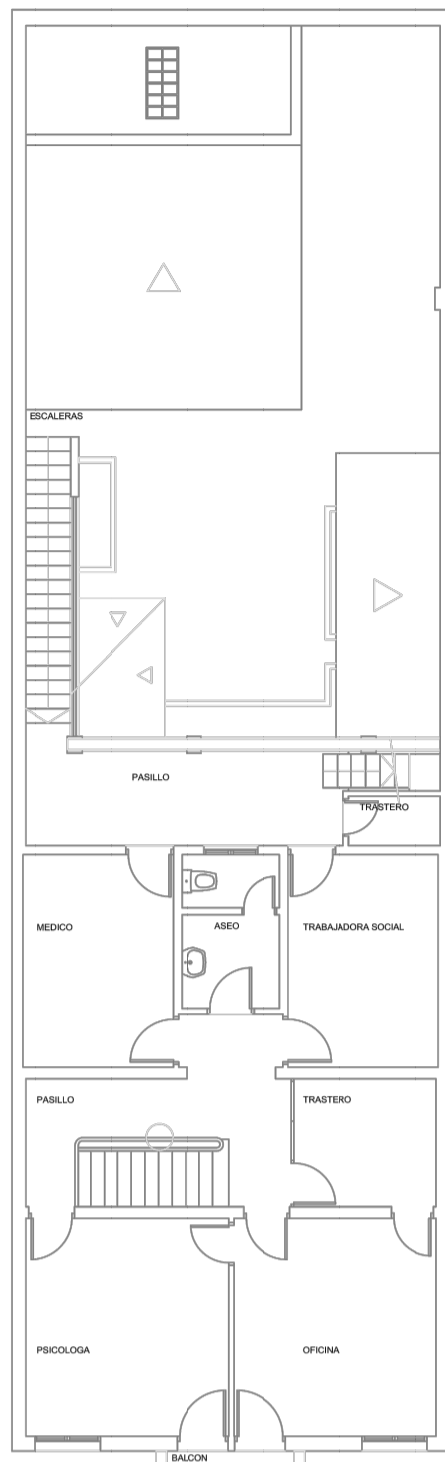 ESCALERAS
PASILLO
TRASTERO
MEDICO
ASEO
TRABAJADORA SOCIAL
PASILLO
TRASTERO
PSICOLOGA
OFICINA
BALCON